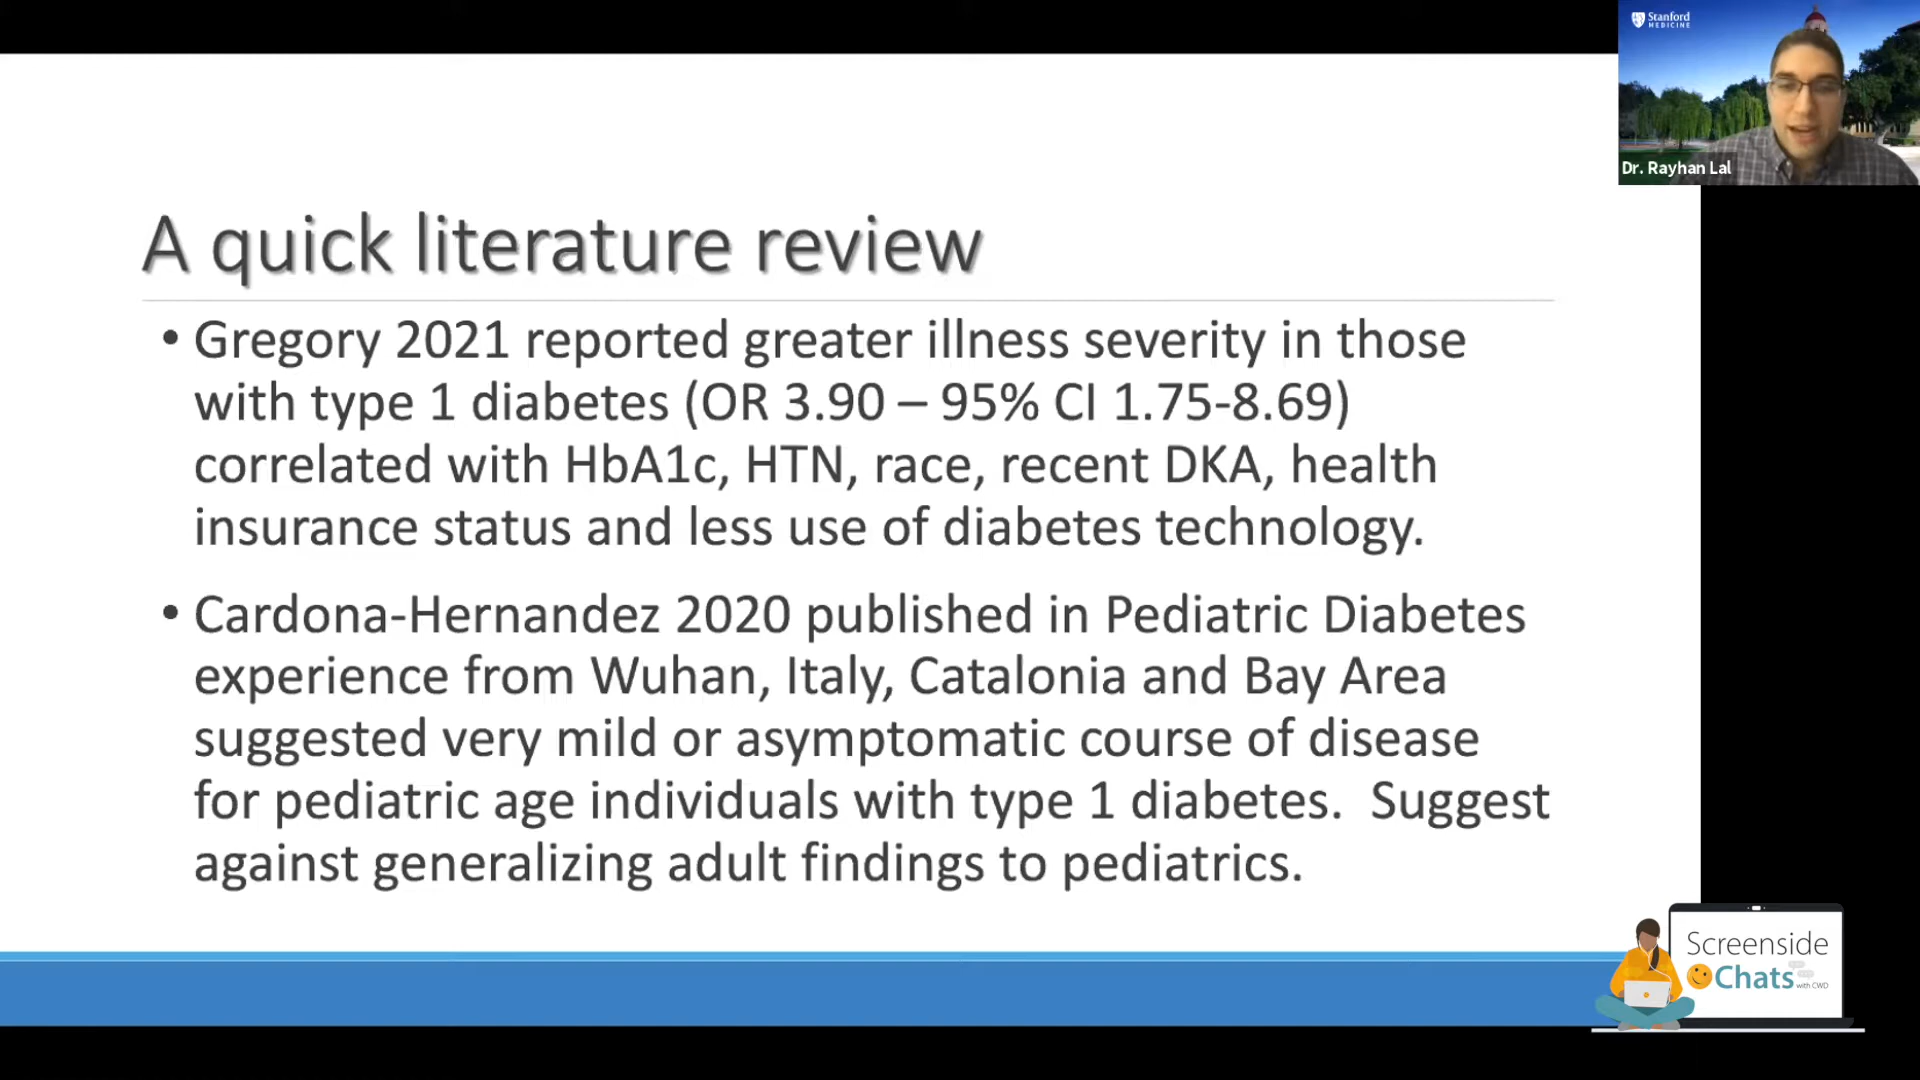 Stanford
MEDICINE
Dr. Rayhan Lal
A quick literature review
• Gregory 2021 reported greater illness severity in those
with type 1 diabetes (OR 3.90 – 95% CI 1.75-8.69)
correlated with HbA1c, HTN, race, recent DKA, health
insurance status and less use of diabetes technology.
• Cardona-Hernandez 2020 published in Pediatric Diabetes
experience from Wuhan, Italy, Catalonia and Bay Area
suggested very mild or asymptomatic course of disease
for pediatric age individuals with type 1 diabetes.  Suggest
against generalizing adult findings to pediatrics.
Screenside
Chats with CWD